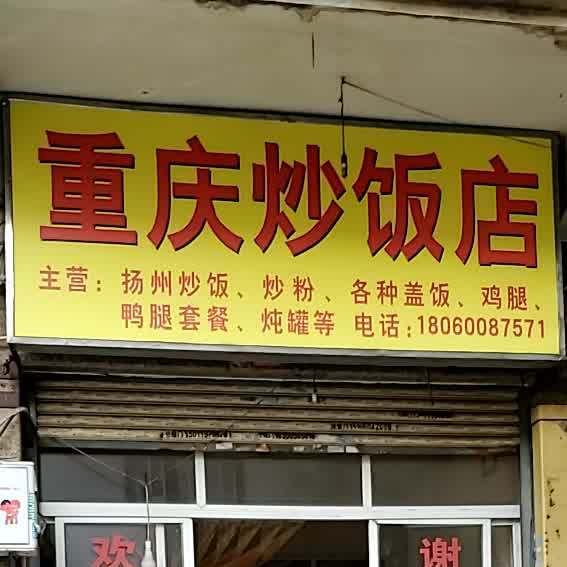 重庆炒饭店
主营：扬州炒饭、炒粉、各种盖饭、鸡腿、
鸭腿套餐、炖罐等 电话:18060087571
欢
谢